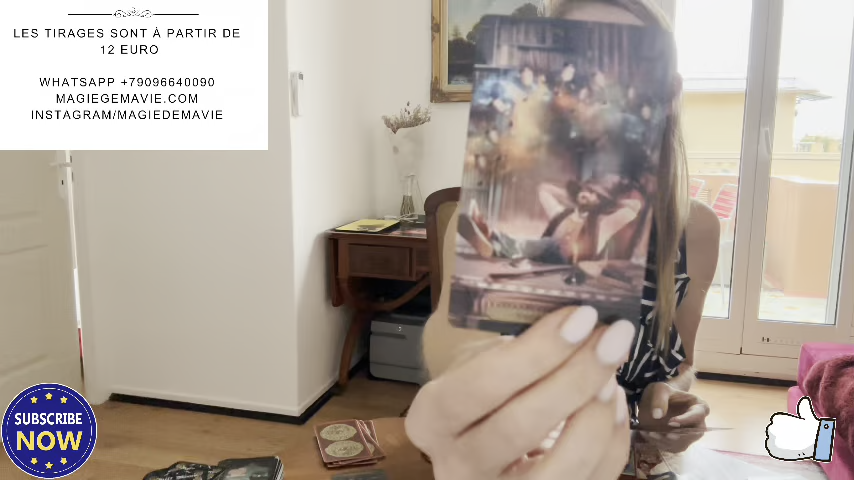 LES TIRAGES SONT À PARTIR DE
12 EURO
WHATSAPP +79096640090
MAGIEGEMAVIE.COM
INSTAGRAM/MAGIEDEMAVIE
SUBSCRIBE
NOW